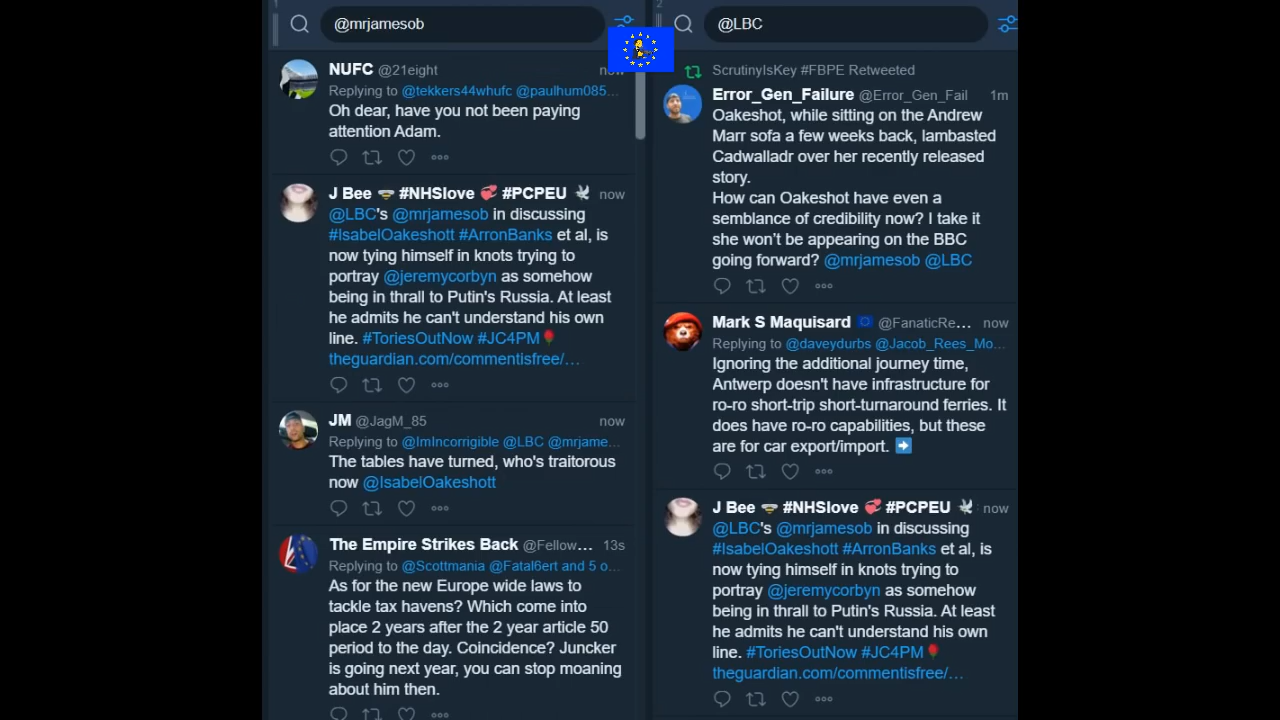 1
@mrjamesob
NUFC @21eight now
Replying to @tekkers44whufc @paulhum085...
Oh dear, have you not been paying
attention Adam.
J Bee #NHSlove #PCPEU now
@LBC's @mrjamesob in discussing
#IsabelOakeshott #ArronBanks et al, is
now tying himself in knots trying to
portray @jeremycorbyn as somehow
being in thrall to Putin's Russia. At least
he admits he can't understand his own
line. #ToriesOutNow #JC4PM🌹
theguardian.com/commentisfree/…
JM @JagM_85 now
Replying to @ImIncorrigible @LBC @mrjame...
The tables have turned, who's traitorous
now @IsabelOakeshott
The Empire Strikes Back @Fellow... 13s
Replying to @Scottmania @Fatal6ert and 5 o...
As for the new Europe wide laws to
tackle tax havens? Which come into
place 2 years after the 2 year article 50
period to the day. Coincidence? Juncker
is going next year, you can stop moaning
about him then.
2
@LBC
ScrutinyIsKey #FBPE Retweeted
Error_Gen_Failure @Error_Gen_Fail 1m
Oakeshot, while sitting on the Andrew
Marr sofa a few weeks back, lambasted
Cadwalladr over her recently released
story.
How can Oakeshot have even a
semblance of credibility now? I take it
she won't be appearing on the BBC
going forward? @mrjamesob @LBC
Mark S Maquisard 🇪🇺 @FanaticRe... now
Replying to @daveydurbs @Jacob_Rees_Mo...
Ignoring the additional journey time,
Antwerp doesn't have infrastructure for
ro-ro short-trip short-turnaround ferries. It
does have ro-ro capabilities, but these
are for car export/import. ➡
J Bee #NHSlove #PCPEU now
@LBC's @mrjamesob in discussing
#IsabelOakeshott #ArronBanks et al, is
now tying himself in knots trying to
portray @jeremycorbyn as somehow
being in thrall to Putin's Russia. At least
he admits he can't understand his own
line. #ToriesOutNow #JC4PM🌹
theguardian.com/commentisfree/…